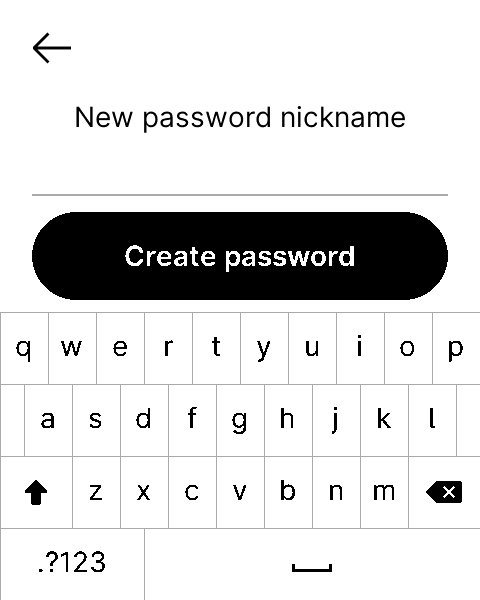 New password nickname
Create password
q w e r t y u i o p
a s d f g h j k l
z x c v b n m
.?123